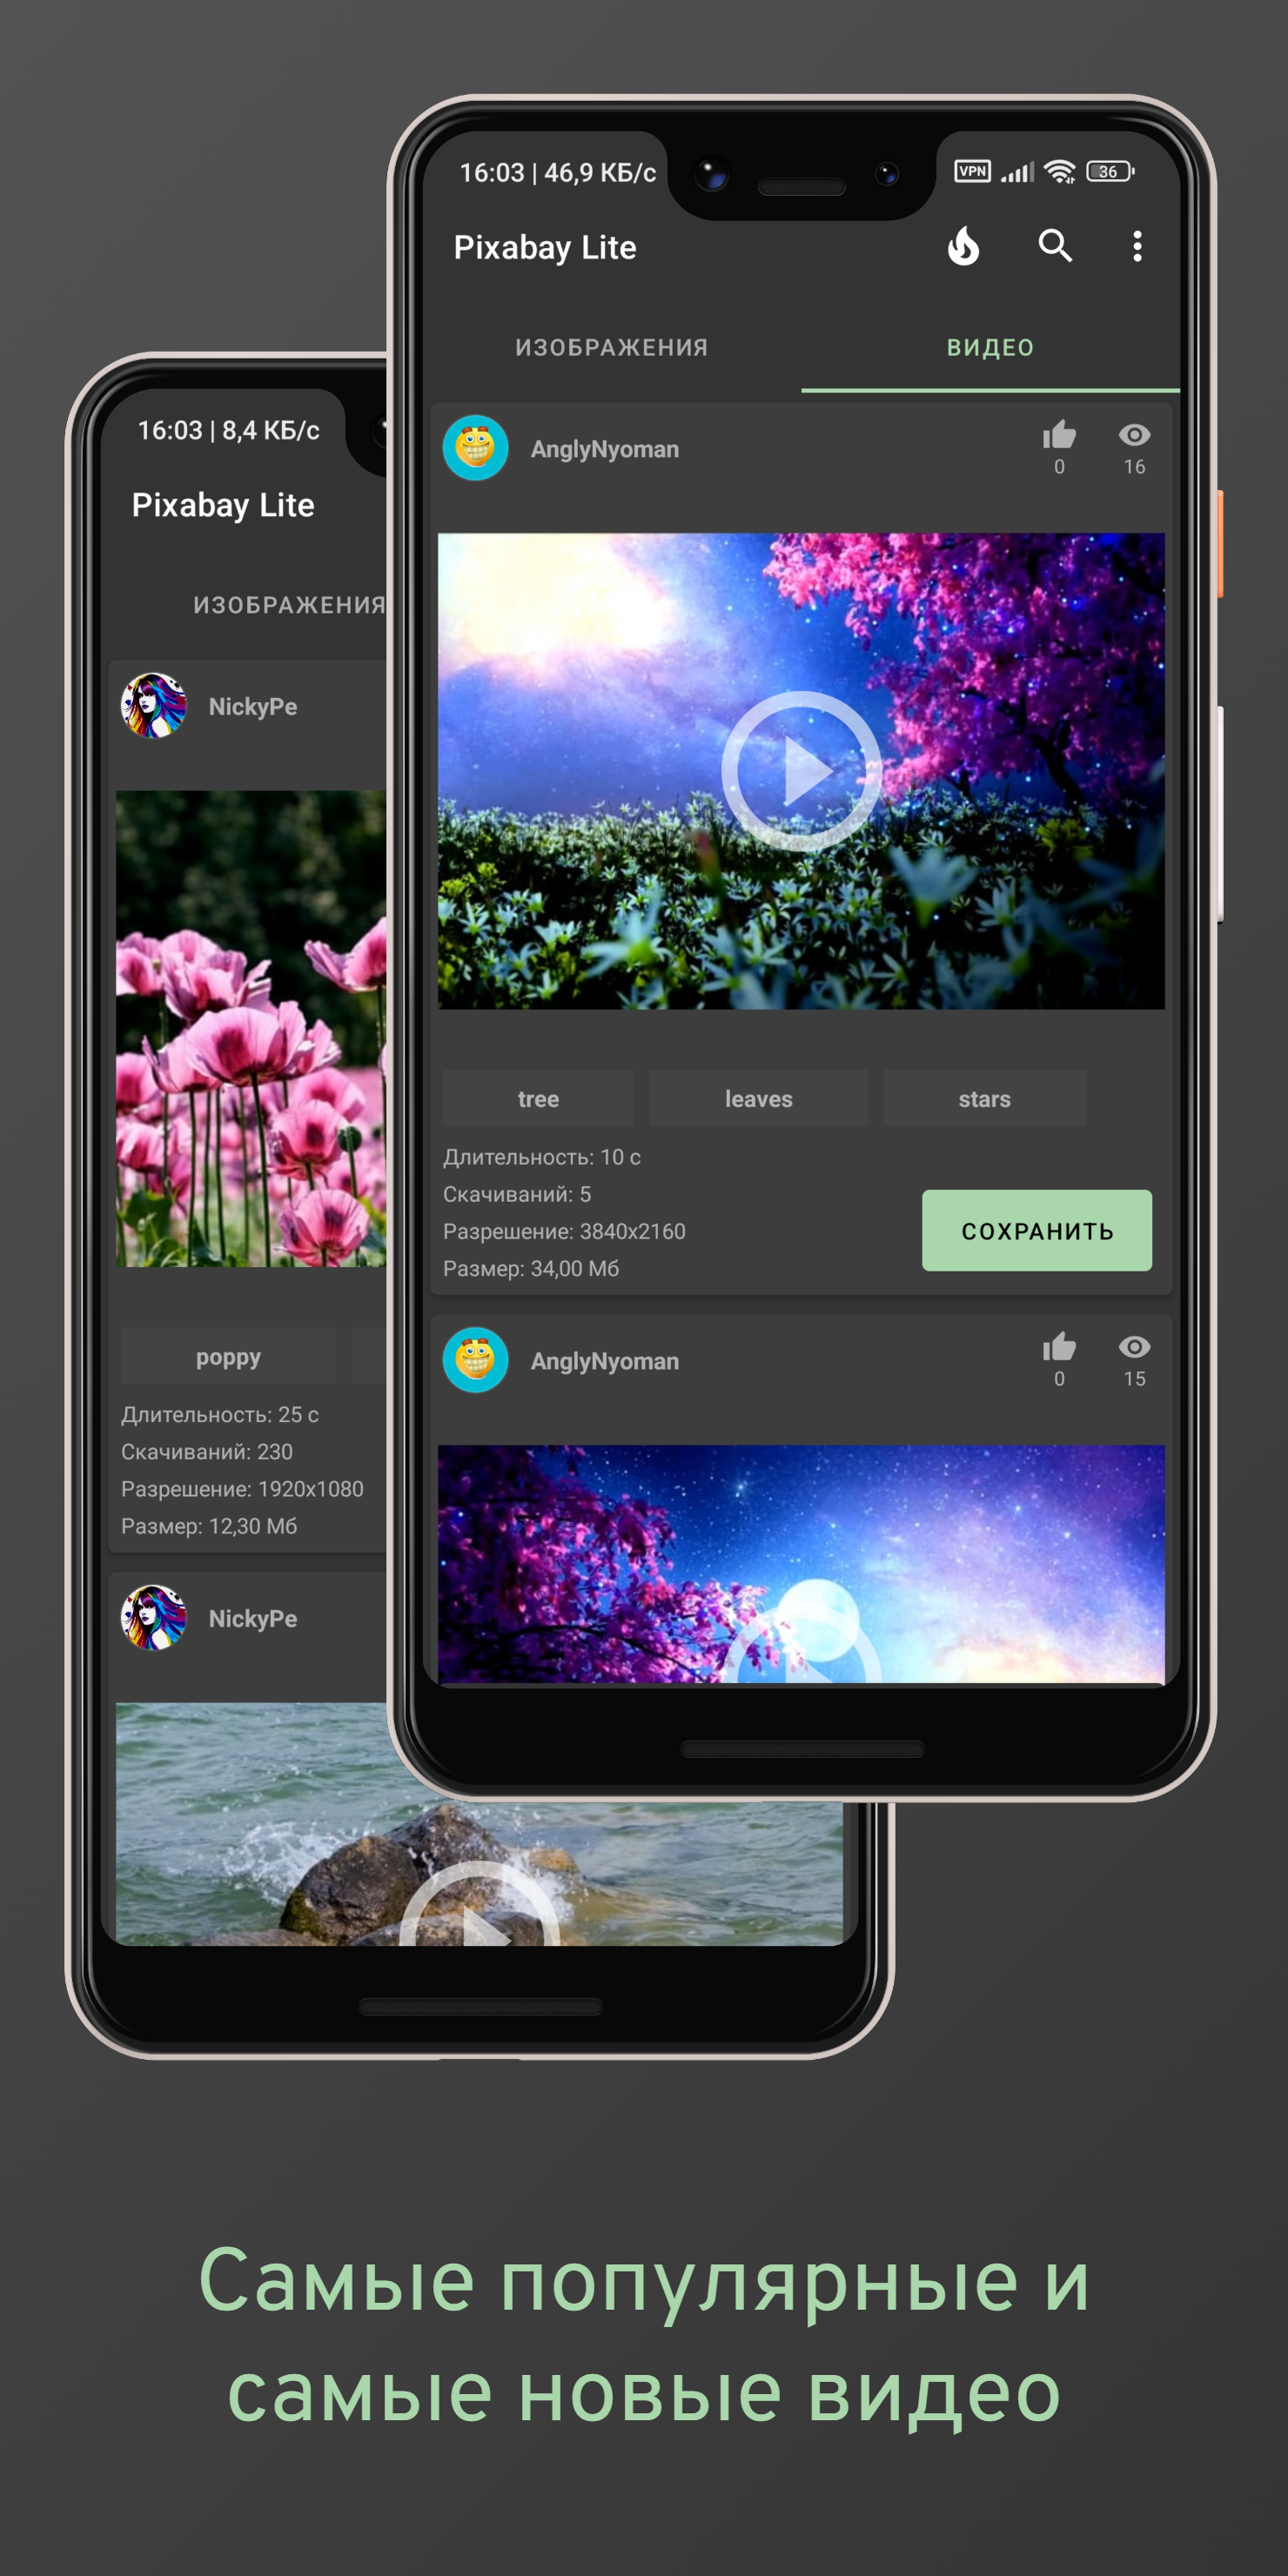 16:03 | 46,9 КБ/с
VPN
36
Pixabay Lite
ИЗОБРАЖЕНИЯ
ВИДЕО
AnglyNyoman
0
16
tree
leaves
stars
Длительность: 10 с
Скачиваний: 5
Разрешение: 3840x2160
Размер: 34,00 Мб
СОХРАНИТЬ
AnglyNyoman
0
15
16:03 | 8,4 КБ/с
Pixabay Lite
ИЗОБРАЖЕНИЯ
NickyPe
poppy
Длительность: 25 с
Скачиваний: 230
Разрешение: 1920x1080
Размер: 12,30 Мб
NickyPe
Самые популярные и
самые новые видео